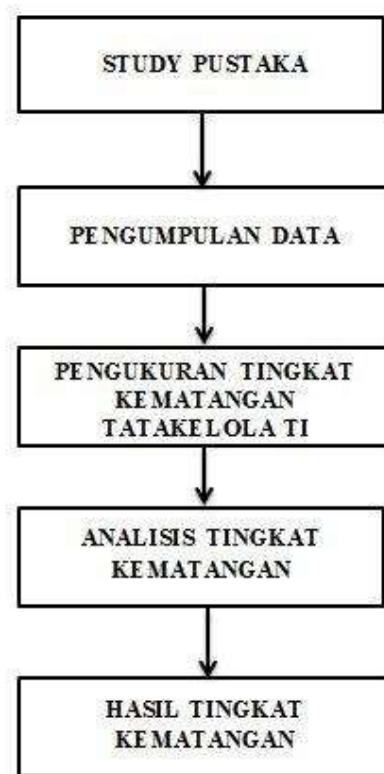 STUDY PUSTAKA
PENGUMPULAN DATA
PENGUKURAN TINGKAT
KEMATANGAN
TATAKELOLA TI
ANALISIS TINGKAT
KEMATANGAN
HASIL TINGKAT
KEMATANGAN